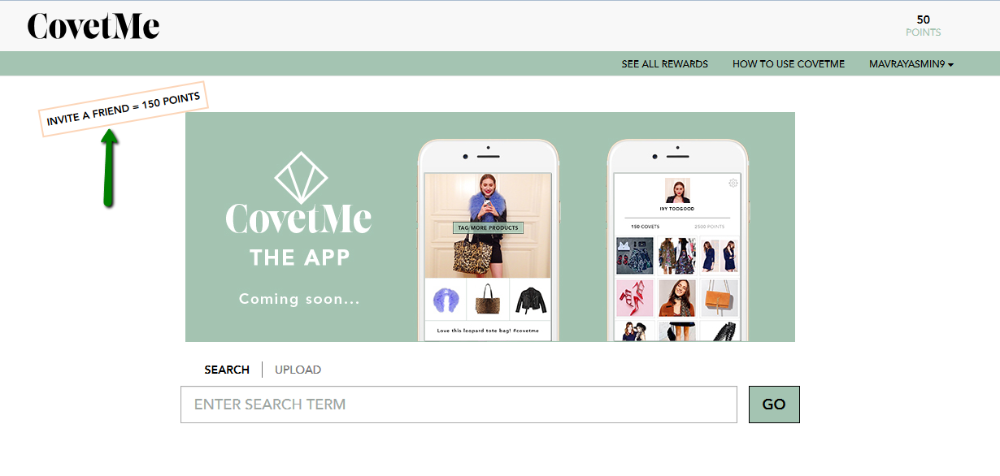 CovetMe
50
POINTS
SEE ALL REWARDS
HOW TO USE COVETME
MAVRAYASMIN9
INVITE A FRIEND = 150 POINTS
CovetMe
THE APP
Coming soon...
TAG MORE PRODUCTS
Love this leopard tote bag! #covetme
IVY TOOGOOD
150 COVETS
2500 POINTS
SEARCH
UPLOAD
ENTER SEARCH TERM
GO